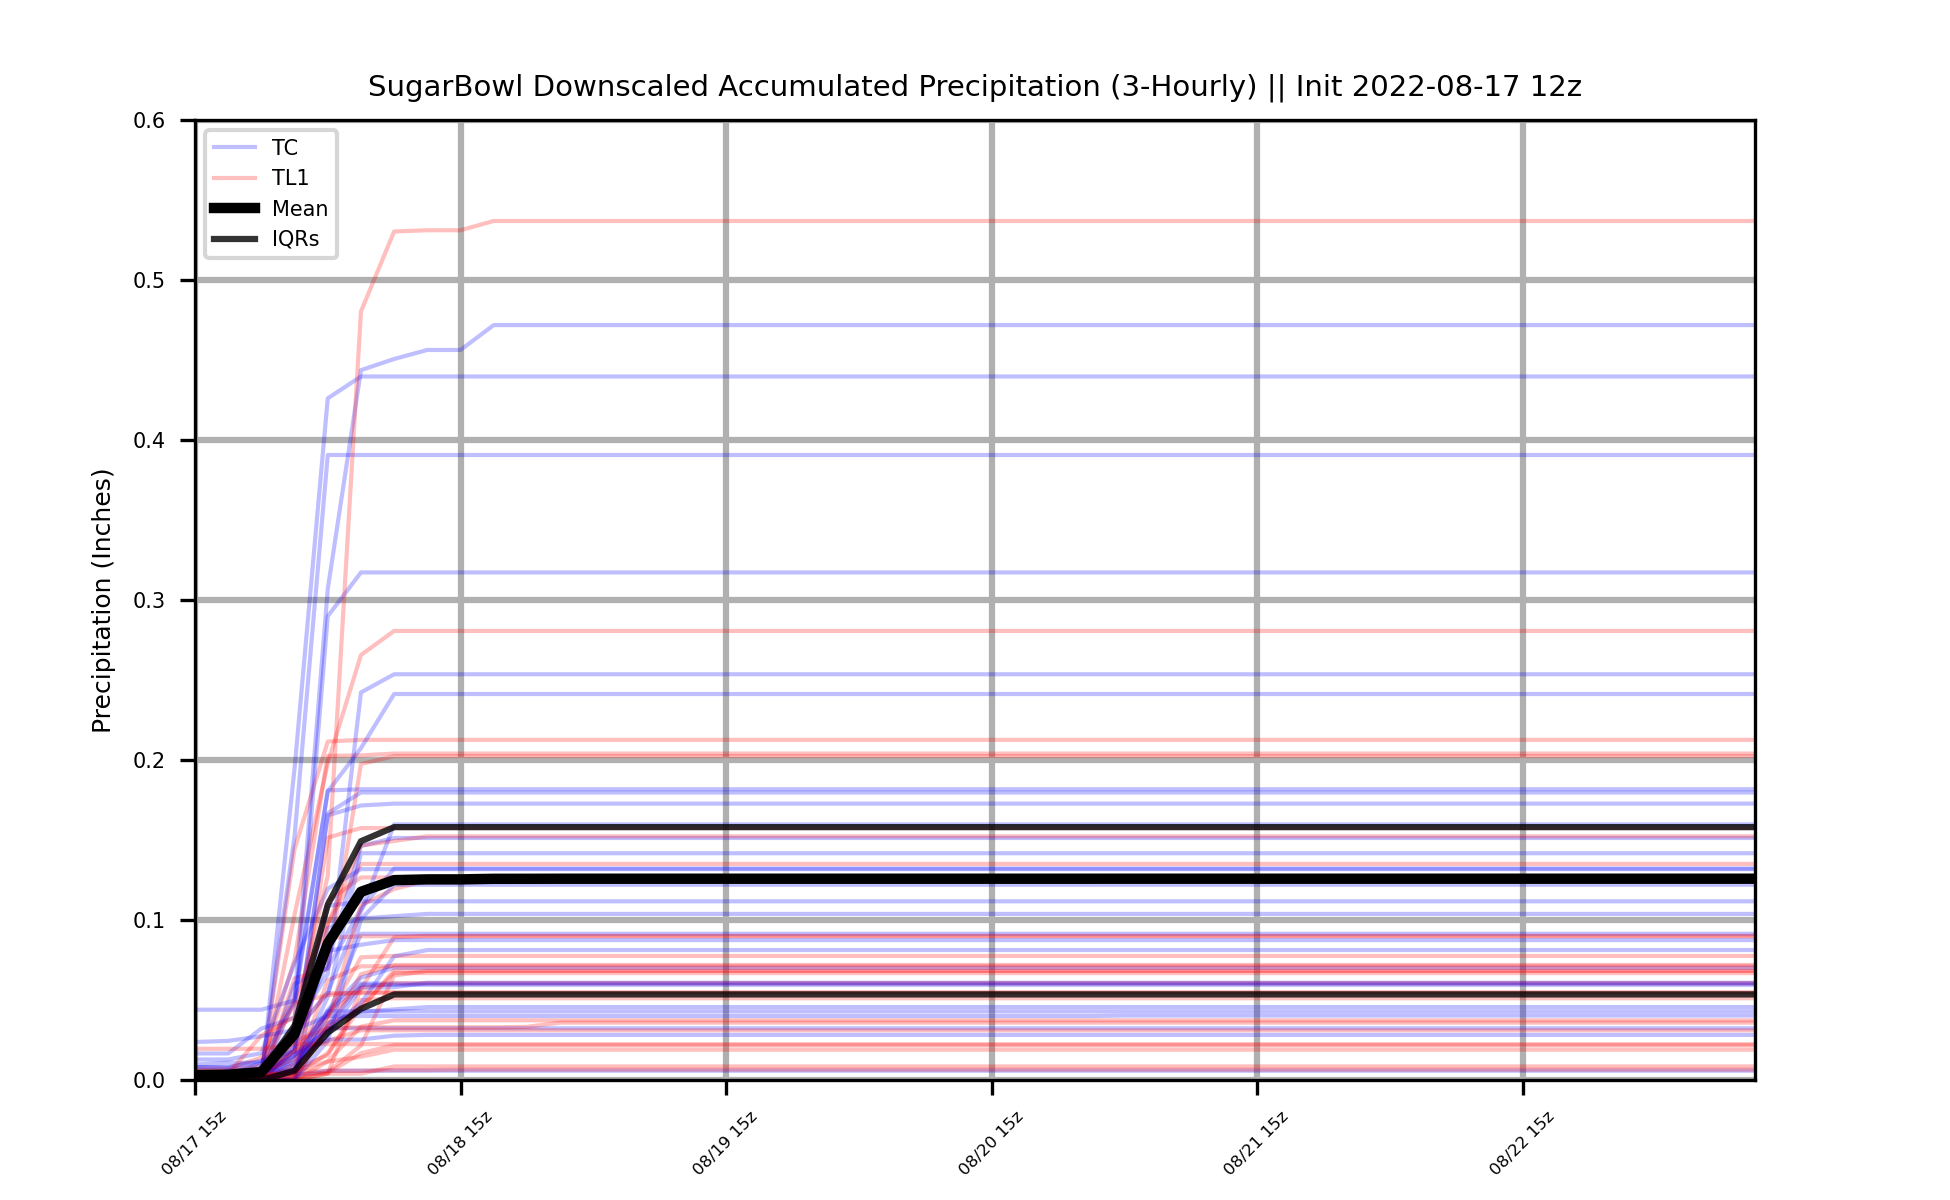 SugarBowl Downscaled Accumulated Precipitation (3-Hourly) || Init 2022-08-17 12z
TC
TL1
Mean
IQRs
Precipitation (Inches)
0.6
0.5
0.4
0.3
0.2
0.1
0.0
08/17 15z
08/18 15z
08/19 15z
08/20 15z
08/21 15z
08/22 15z